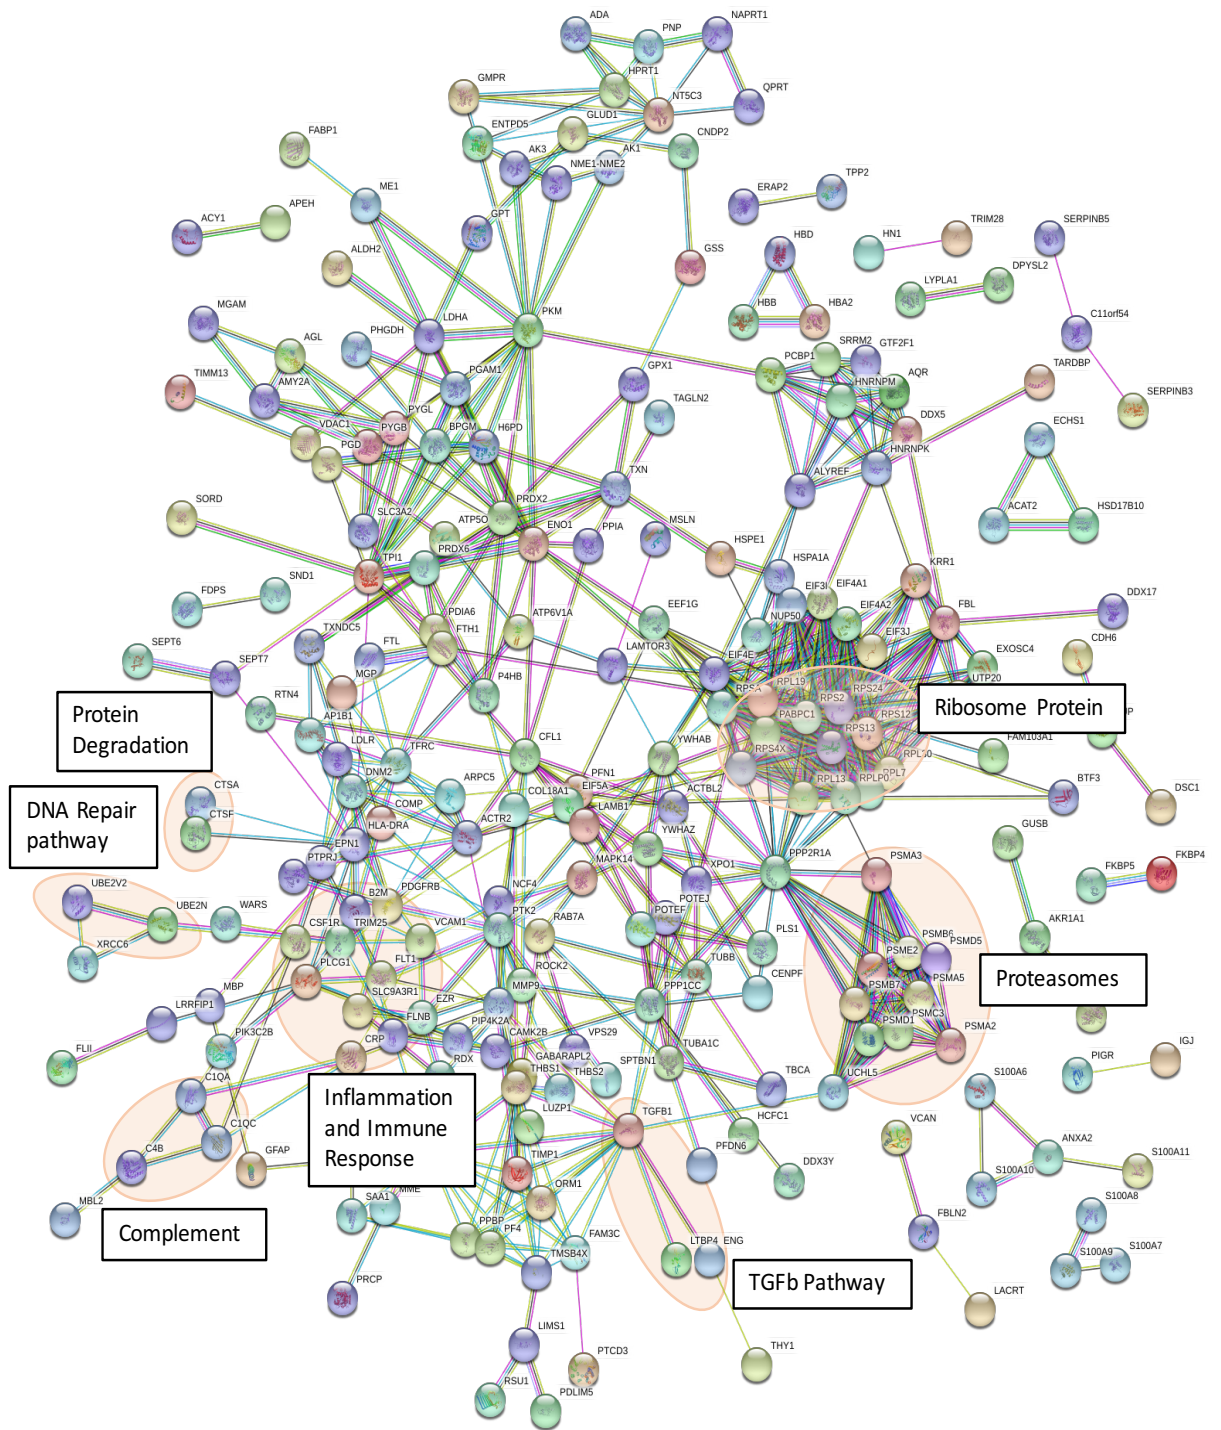 ADA
PNP
NAPRT1
HPRT1
GMPR
NT5C3
QPRT
GLUD1
ENTPD5
FABP1
CNDP2
AK3
AK1
NME1-NME2
TPP2
ME1
ERAP2
APEH
ACY1
GPT
TRIM28
SERPINB5
HN1
HBD
ALDH2
GSS
LYPLA1
DPYSL2
HBB
HBA2
C11orf54
MGAM
PKM
LDHA
PHGDH
AGL
PCBP1
SRRM2
GTF2F1
TARDBP
TIMM13
AMY2A
PGAM1
GPX1
AQR
HNRNPM
SERPINB3
PYGL
TAGLN2
DDX5
VDAC1
PYGB
BPGM
H6PD
ECHS1
PGD
HNRNPK
TXN
ALYREF
SORD
SLC3A2
PRDX2
ACAT2
HSD17B10
ATP5O
ENO1
PPIA
MSLN
TPI1
PRDX6
HSPE1
HSPA1A
KRR1
FDPS
SND1
EIF3I
EIF4A1
EIF4A2
PDIA6
ATP6V1A
EEF1G
NUP50
FBL
DDX17
TXNDC5
FTL
FTH1
EIF3J
SEPT6
LAMTOR3
EIF4E
EXOSC4
CDH6
SEPT7
MGP
P4HB
RPSA
RPL19
RPS24
UTP20
RTN4
AP1B1
PABPC1
RPS2
RPS12
Ribosome Protein
Protein
Degradation
RPS13
LDLR
TFRC
CFL1
YWHAB
RPS4X
RPL7
FAM103A1
DNM2
ARPC5
PFN1
RPL13
RPLP0
CTSA
EIF5A
BTF3
DSC1
COMP
COL18A1
ACTBL2
DNA Repair
pathway
CTSF
HLA-DRA
ACTR2
LAMB1
EPN1
YWHAZ
GUSB
PTPRJ
MAPK14
XPO1
PPP2R1A
PSMA3
FKBP5
FKBP4
UBE2V2
B2M
PDGFRB
NCF4
POTEJ
UBE2N
WARS
CSF1R
TRIM25
VCAM1
PTK2
RAB7A
POTEF
PLS1
AKR1A1
PSMB6
XRCC6
PSME2
PSMD5
PLCG1
FLT1
ROCK2
TUBB
CENPF
PSMA5
Proteasomes
SLC9A3R1
MMP9
PPP1CC
PSMB7
MBP
EZR
PSMC3
LRRFIP1
FLNB
PIP4K2A
PSMD1
PSMA2
FLII
PIK3C2B
CRP
CAMK2B
VPS29
TUBA1C
RDX
GABARAPL2
SPTBN1
PIGR
IGJ
C1QA
THBS1
THBS2
TBCA
UCHL5
S100A6
Inflammation
and Immune
Response
LUZP1
TGFB1
HCFC1
VCAN
C1QC
ANXA2
C4B
GFAP
TIMP1
PFDN6
S100A11
MBL2
DDX3Y
S100A10
MME
ORM1
SAA1
S100A8
Complement
PPBP
PF4
FAM3C
FBLN2
LTBP4
ENG
S100A9
S100A7
TMSB4X
TGFb Pathway
PRCP
LACRT
LIMS1
THY1
PTCD3
RSU1
PDLIM5